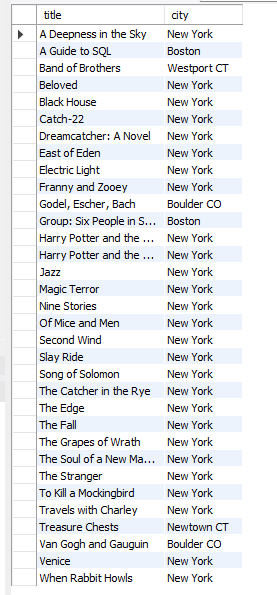 title city
A Deepness in the Sky New York
A Guide to SQL Boston
Band of Brothers Westport CT
Beloved New York
Black House New York
Catch-22 New York
Dreamcatcher: A Novel New York
East of Eden New York
Electric Light New York
Franny and Zooey New York
Godel, Escher, Bach Boulder CO
Group: Six People in S... Boston
Harry Potter and the ... New York
Harry Potter and the ... New York
Jazz New York
Magic Terror New York
Nine Stories New York
Of Mice and Men New York
Second Wind New York
Slay Ride New York
Song of Solomon New York
The Catcher in the Rye New York
The Edge New York
The Fall New York
The Grapes of Wrath New York
The Soul of a New Ma... New York
The Stranger New York
To Kill a Mockingbird New York
Travels with Charley New York
Treasure Chests Newtown CT
Van Gogh and Gauguin Boulder CO
Venice New York
When Rabbit Howls New York